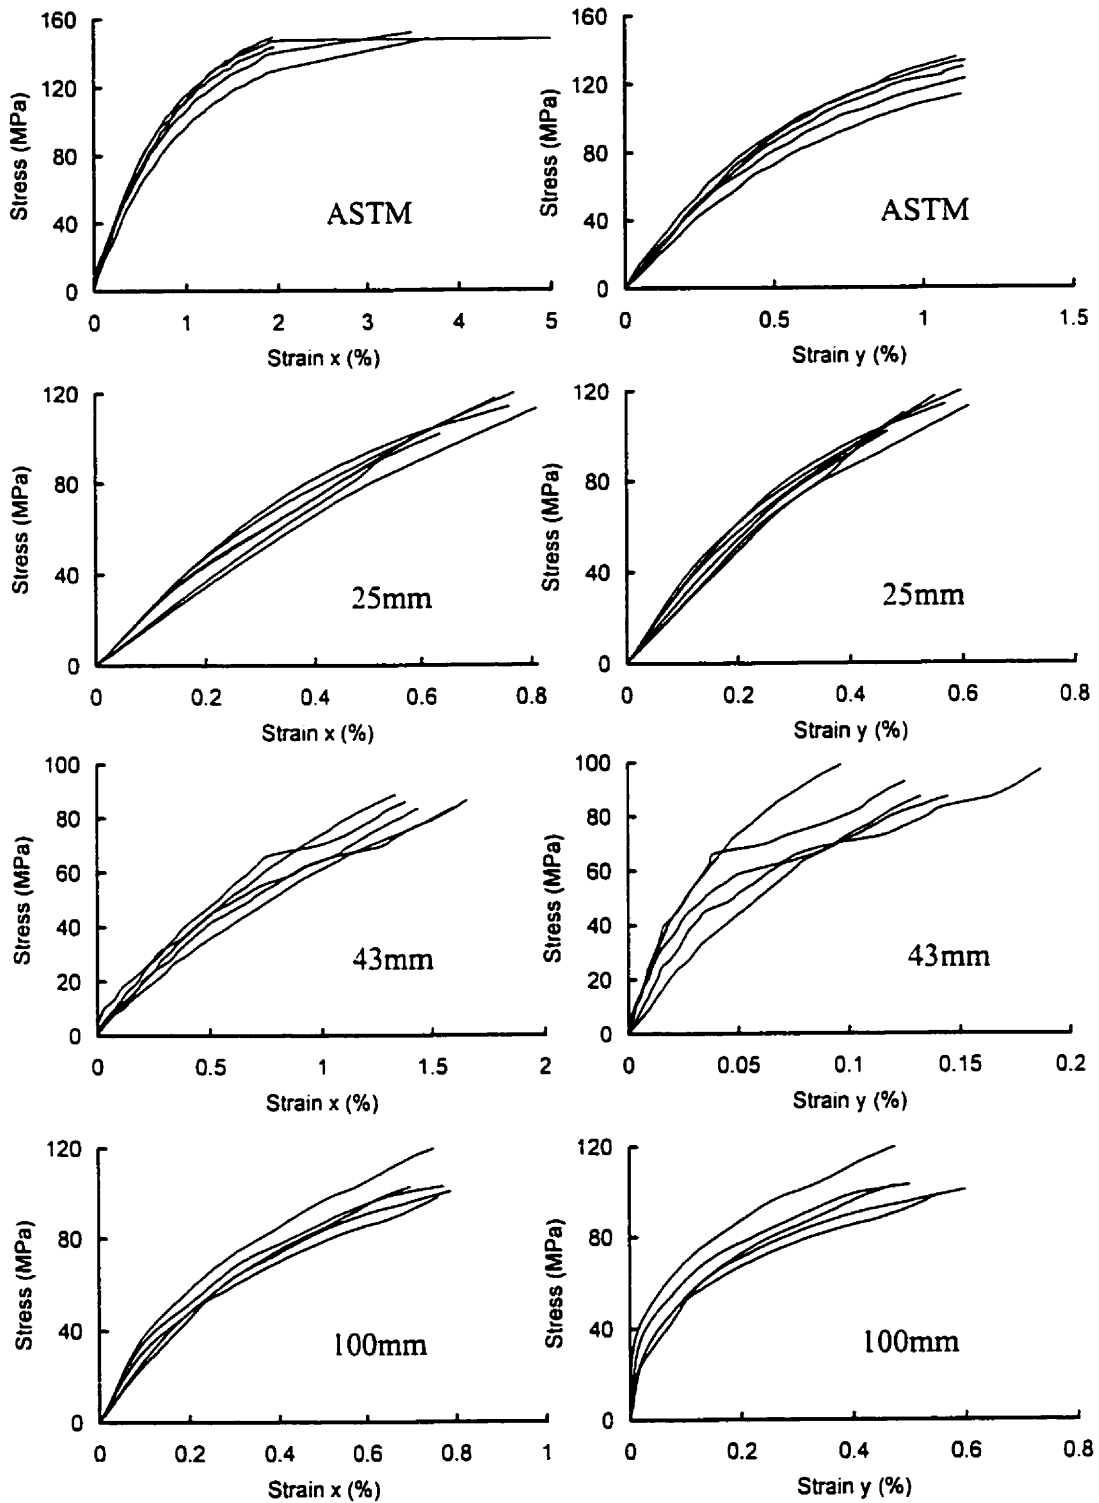 160
120
80
40
0
Stress (MPa)
ASTM
0 1 2 3 4 5
Strain x (%)
160
120
80
40
0
Stress (MPa)
ASTM
0 0.5 1 1.5
Strain y (%)
120
80
40
0
Stress (MPa)
25mm
0 0.2 0.4 0.6 0.8
Strain x (%)
120
80
40
0
Stress (MPa)
25mm
0 0.2 0.4 0.6 0.8
Strain y (%)
100
80
60
40
20
0
Stress (MPa)
43mm
0 0.5 1 1.5 2
Strain x (%)
100
80
60
40
20
0
Stress (MPa)
43mm
0 0.05 0.1 0.15 0.2
Strain y (%)
120
80
40
0
Stress (MPa)
100mm
0 0.2 0.4 0.6 0.8 1
Strain x (%)
120
80
40
0
Stress (MPa)
100mm
0 0.2 0.4 0.6 0.8
Strain y (%)